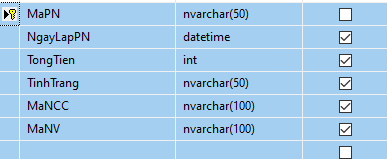 MaPN nvarchar(50)
NgayLapPN datetime
TongTien int
TinhTrang nvarchar(50)
MaNCC nvarchar(100)
MaNV nvarchar(100)